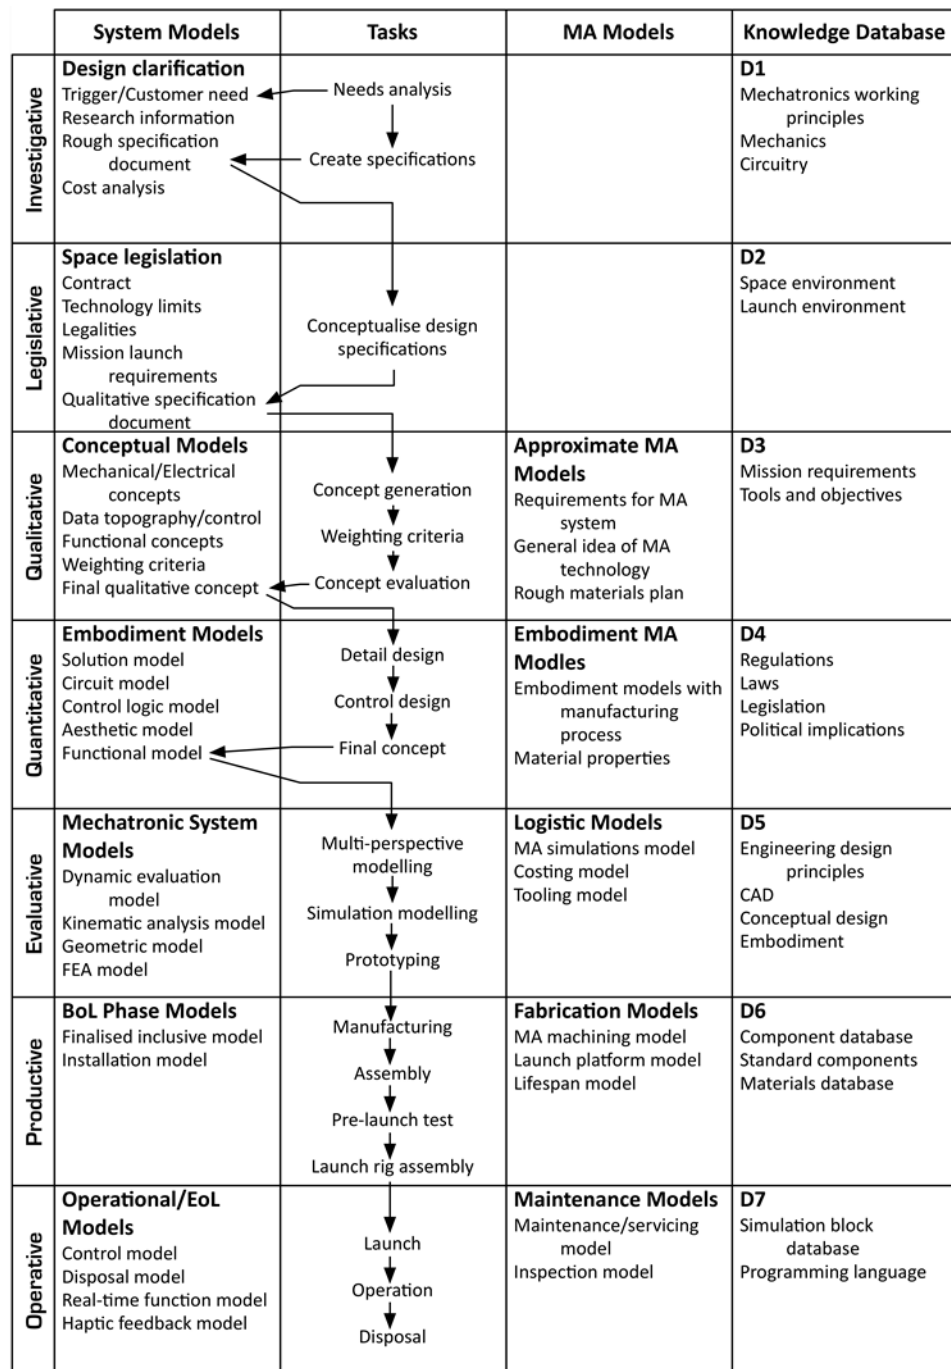 System Models
Tasks
MA Models
Knowledge Database
Investigative
Design clarification
Trigger/Customer need
Research information
Rough specification
document
Cost analysis
Needs analysis
Create specifications
D1
Mechatronics working
principles
Mechanics
Circuitry
Legislative
Space legislation
Contract
Technology limits
Legalities
Mission launch
requirements
Qualitative specification
document
Conceptualise design
specifications
D2
Space environment
Launch environment
Qualitative
Conceptual Models
Mechanical/Electrical
concepts
Data topography/control
Functional concepts
Weighting criteria
Final qualitative concept
Concept generation
Weighting criteria
Concept evaluation
Approximate MA
Models
Requirements for MA
system
General idea of MA
technology
Rough materials plan
D3
Mission requirements
Tools and objectives
Quantitative
Embodiment Models
Solution model
Circuit model
Control logic model
Aesthetic model
Functional model
Detail design
Control design
Final concept
Embodiment MA
Modles
Embodiment models with
manufacturing
process
Material properties
D4
Regulations
Laws
Legislation
Political implications
Evaluative
Mechatronic System
Models
Dynamic evaluation
model
Kinematic analysis model
Geometric model
FEA model
Multi-perspective
modelling
Simulation modelling
Prototyping
Logistic Models
MA simulations model
Costing model
Tooling model
D5
Engineering design
principles
CAD
Conceptual design
Embodiment
Productive
BoL Phase Models
Finalised inclusive model
Installation model
Manufacturing
Assembly
Pre-launch test
Launch rig assembly
Fabrication Models
MA machining model
Launch platform model
Lifespan model
D6
Component database
Standard components
Materials database
Operative
Operational/EoL
Models
Control model
Disposal model
Real-time function model
Haptic feedback model
Launch
Operation
Disposal
Maintenance Models
Maintenance/servicing
model
Inspection model
D7
Simulation block
database
Programming language